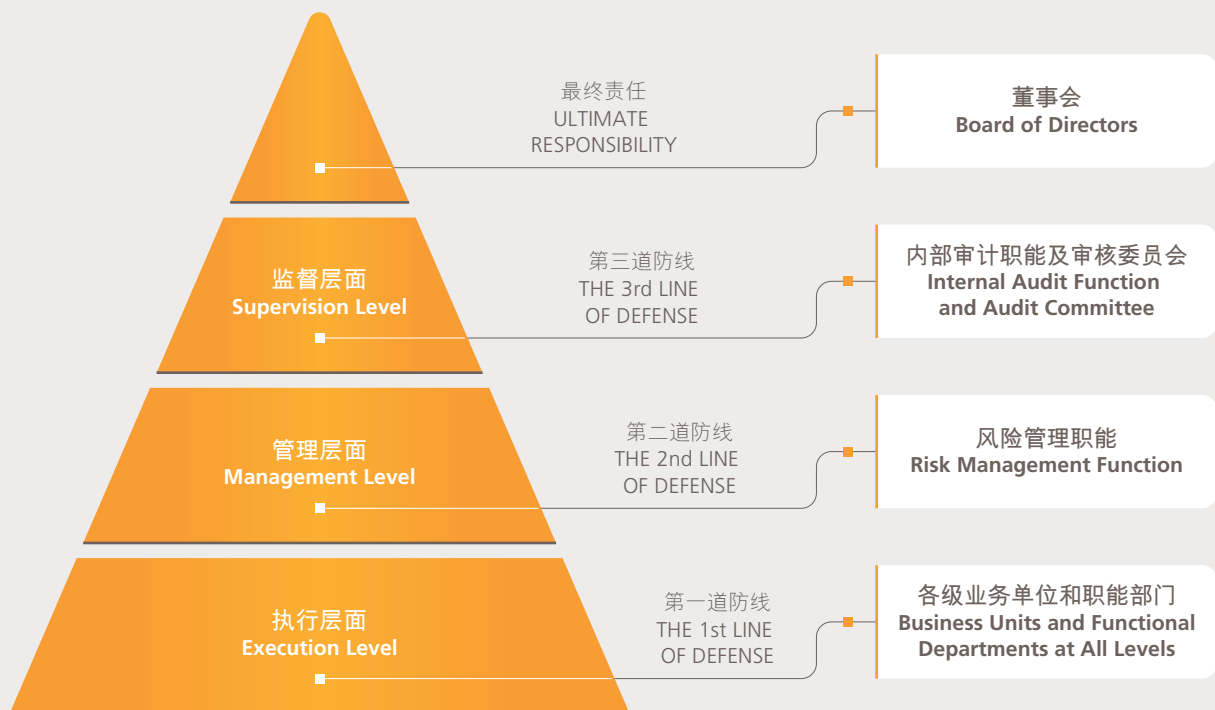 最终责任
ULTIMATE
RESPONSIBILITY
董事会
Board of Directors
监督层面
Supervision Level
第三道防线
THE 3rd LINE
OF DEFENSE
内部审计职能及审核委员会
Internal Audit Function
and Audit Committee
管理层面
Management Level
第二道防线
THE 2nd LINE
OF DEFENSE
风险管理职能
Risk Management Function
执行层面
Execution Level
第一道防线
THE 1st LINE
OF DEFENSE
各级业务单位和职能部门
Business Units and Functional
Departments at All Levels